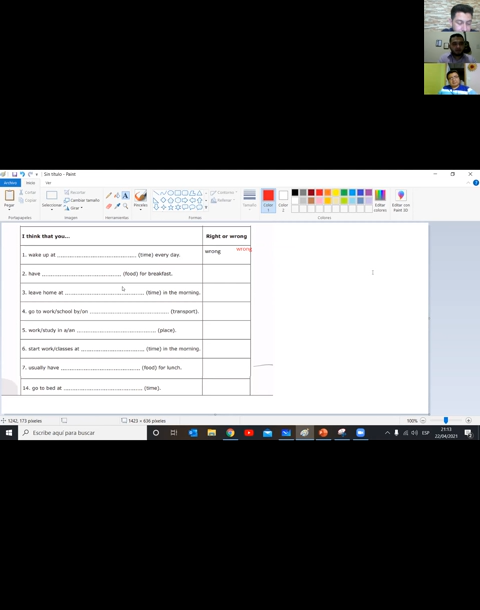 Sin título - Paint
Archivo Inicio Ver
Pegar
Cortar
Copiar
Seleccionar
Recortar
Cambiar tamaño
Girar
Pinceles
Contorno
Rellenar
Tamaño
Color 1
Color 2
Editar colores
Editar con Paint 3D
Portapapeles Imagen Herramientas Formas Colores
I think that you... Right or wrong
1. wake up at ................................ (time) every day. wrong wrong
2. have ................................ (food) for breakfast.
3. leave home at ................................ (time) in the morning.
4. go to work/school by/on ................................ (transport).
5. work/study in a/an ................................ (place).
6. start work/classes at ................................ (time) in the morning.
7. usually have ................................ (food) for lunch.
14. go to bed at ................................ (time).
1242, 173 píxeles 1423 × 636 píxeles 100%
Escribe aquí para buscar ESP 21:13
22/04/2021